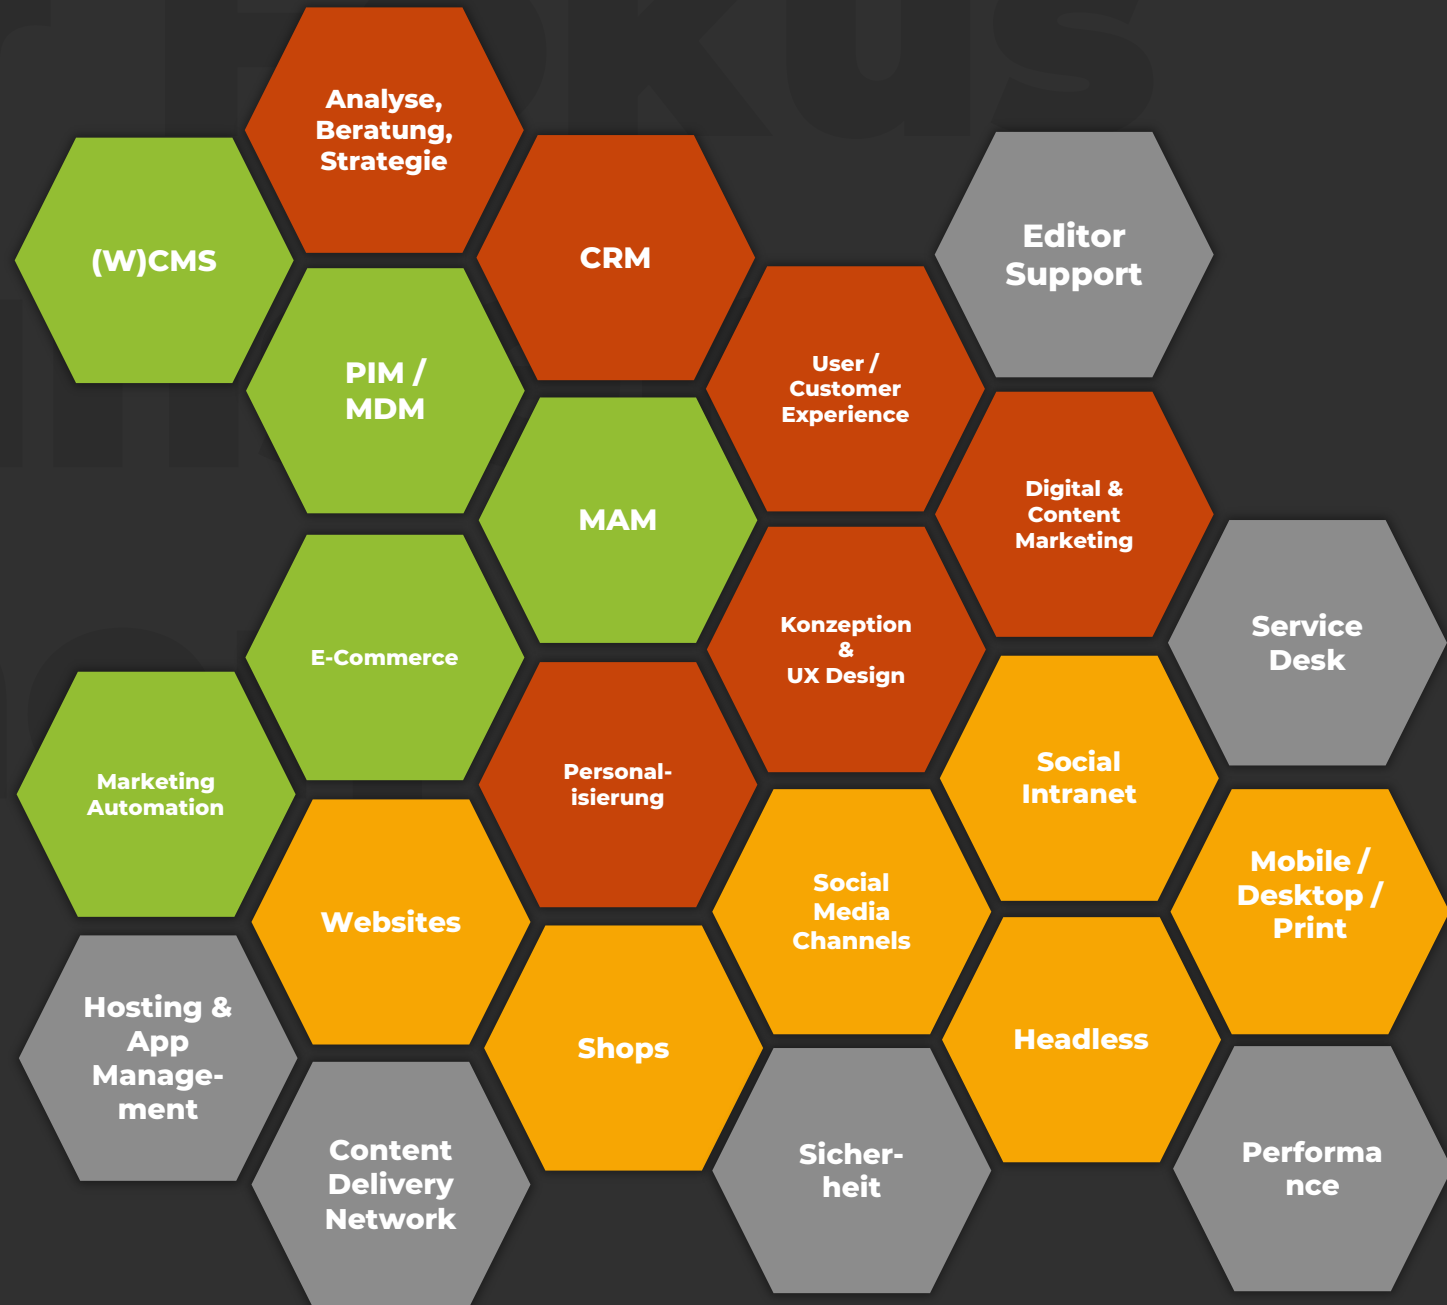 Fokus
Analyse,
Beratung,
Strategie
(W)CMS
CRM
Editor
Support
PIM /
MDM
User /
Customer
Experience
MAM
Digital &
Content
Marketing
E-Commerce
Konzeption
&
UX Design
Service
Desk
Marketing
Automation
Personal-
isierung
Social
Intranet
Websites
Social
Media
Channels
Mobile /
Desktop /
Print
Hosting &
App
Manage-
ment
Shops
Headless
Content
Delivery
Network
Sicher-
heit
Performa
nce